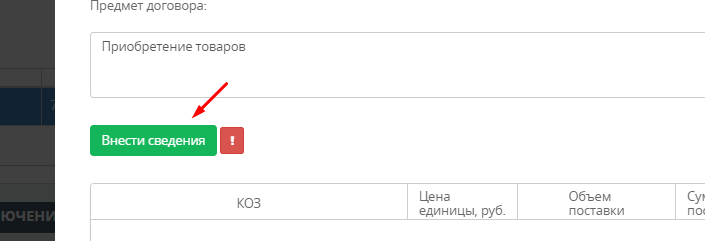 Предмет договора:
Приобретение товаров
Внести сведения !
КОЗ
Цена
единицы, руб.
Объем
поставки